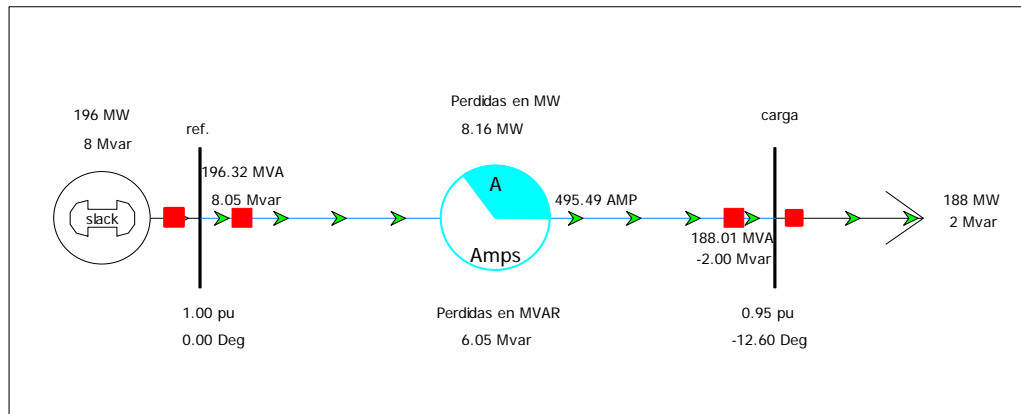 196 MW
8 Mvar
slack
ref.
196.32 MVA
8.05 Mvar
1.00 pu
0.00 Deg
Perdidas en MW
8.16 MW
A
Amps
495.49 AMP
Perdidas en MVAR
6.05 Mvar
carga
188.01 MVA
-2.00 Mvar
0.95 pu
-12.60 Deg
188 MW
2 Mvar